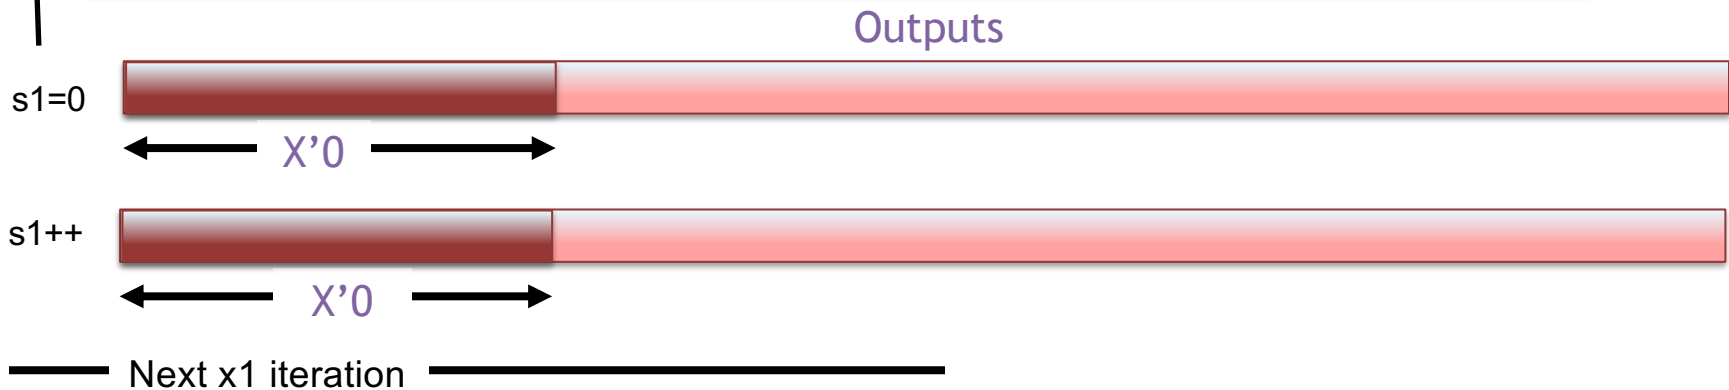 Outputs
s1=0
X’0
s1++
X’0
Next x1 iteration